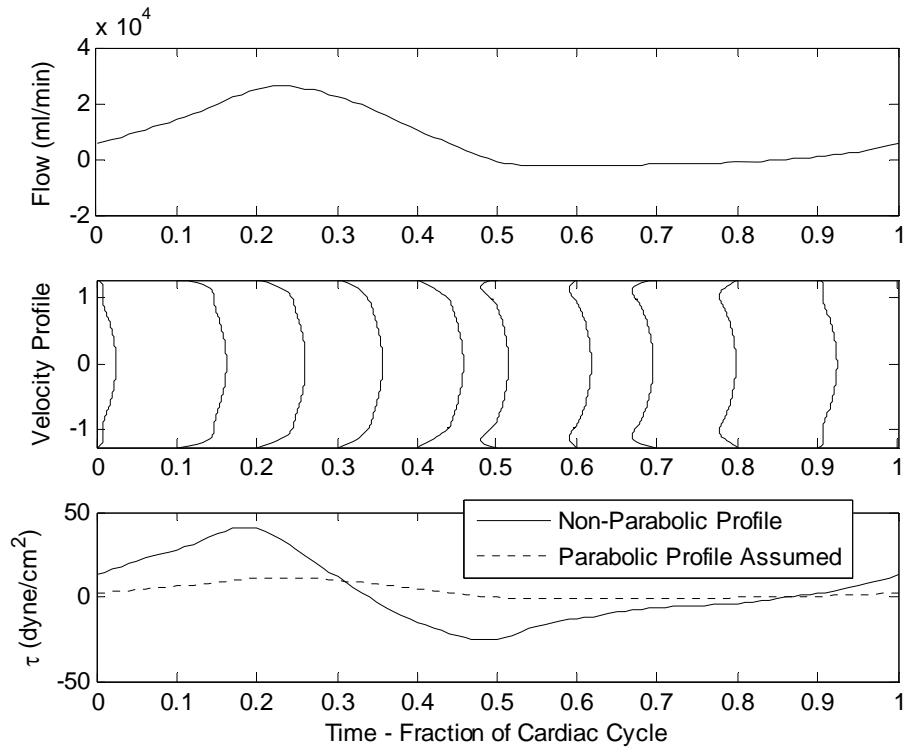 x 10^4
Flow (ml/min)
4
2
0
-2
0 0.1 0.2 0.3 0.4 0.5 0.6 0.7 0.8 0.9 1
Velocity Profile
1
0
-1
0 0.1 0.2 0.3 0.4 0.5 0.6 0.7 0.8 0.9 1
τ (dyne/cm²)
50
0
-50
Non-Parabolic Profile
Parabolic Profile Assumed
0 0.1 0.2 0.3 0.4 0.5 0.6 0.7 0.8 0.9 1
Time - Fraction of Cardiac Cycle